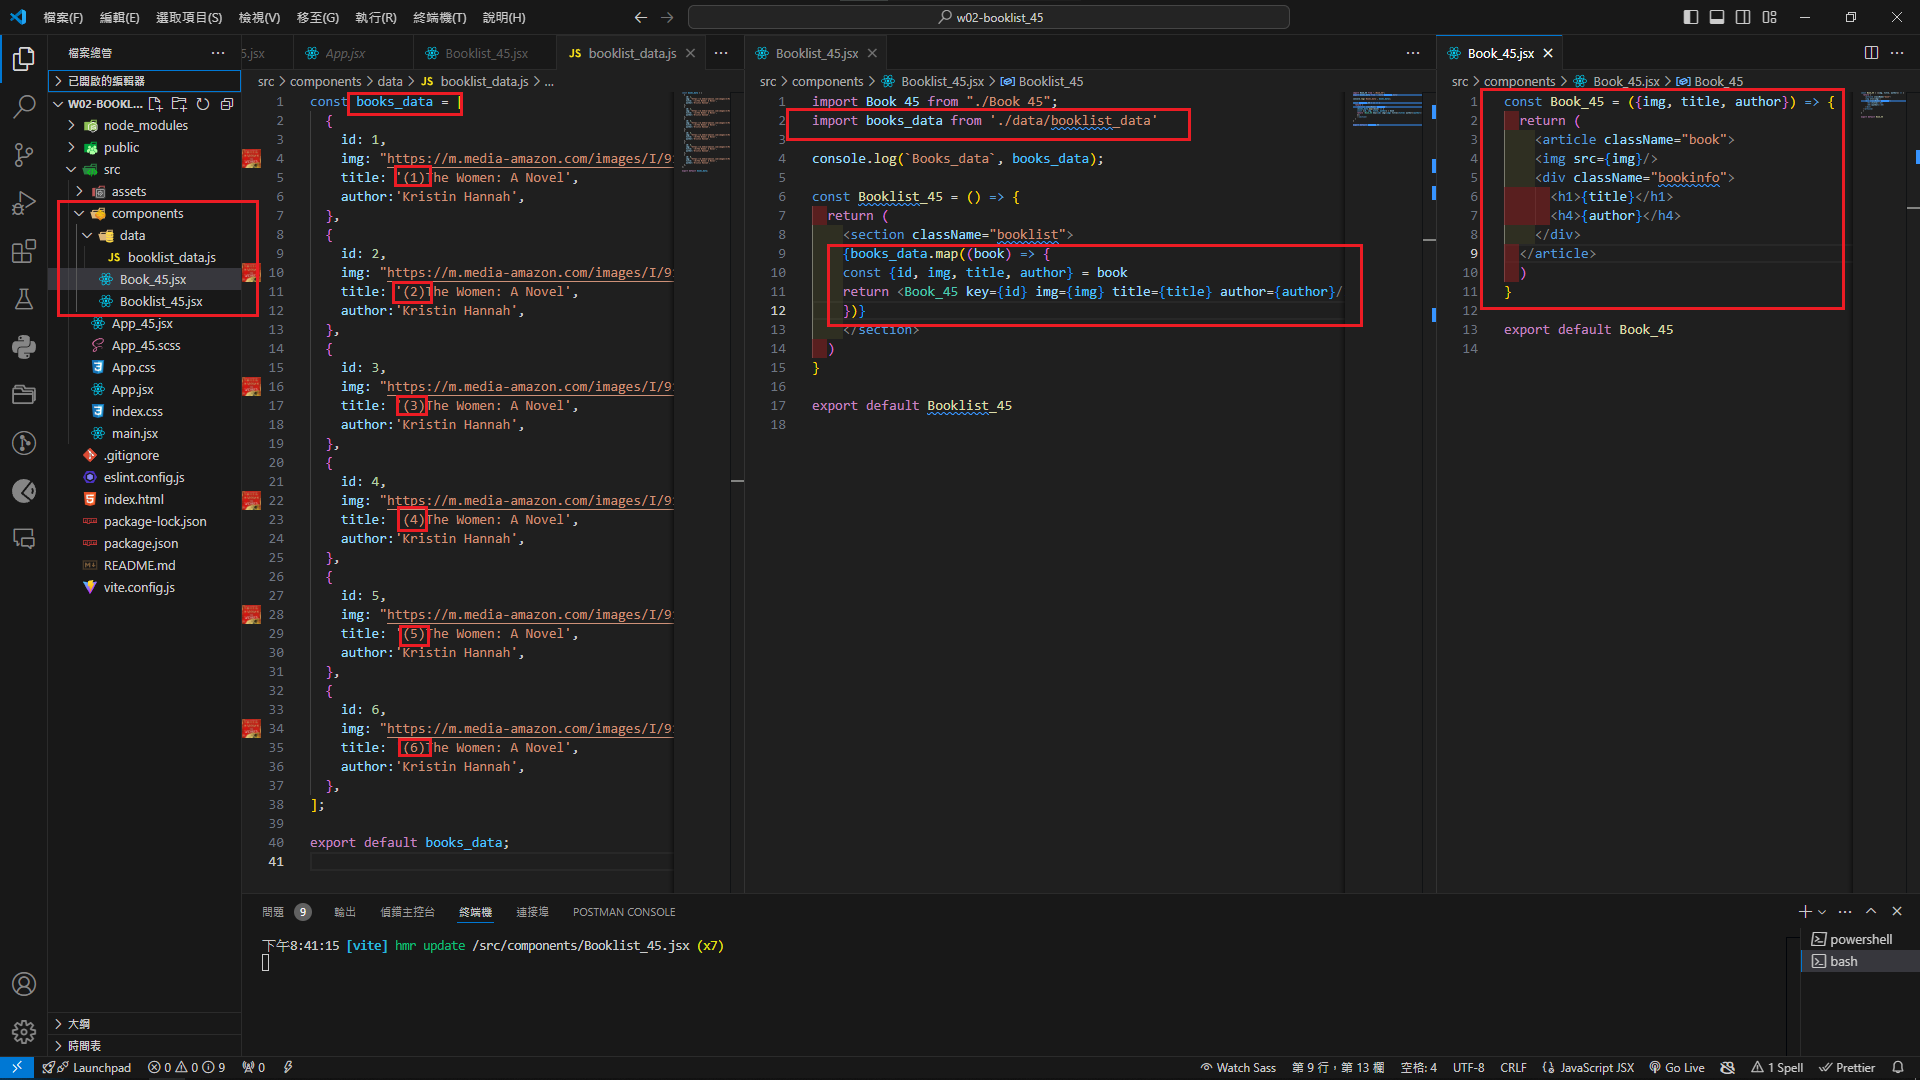 檔案(F) 編輯(E) 選取項目(S) 檢視(V) 移至(G) 執行(R) 終端機(T) 說明(H)
w02-booklist_45
檔案總管
已開啟的編輯器
W02-BOOKL...
node_modules
public
src
assets
components
data
booklist_data.js
Book_45.jsx
Booklist_45.jsx
App_45.jsx
App_45.scss
App.css
App.jsx
index.css
main.jsx
.gitignore
eslint.config.js
index.html
package-lock.json
package.json
README.md
vite.config.js
大綱
時間表
5.jsx App.jsx Booklist_45.jsx JS booklist_data.js
src > components > data > JS booklist_data.js > ...
1 const books_data = [
2 {
3 id: 1,
4 img: "https://m.media-amazon.com/images/I/9
5 title: '(1)The Women: A Novel',
6 author:'Kristin Hannah',
7 },
8 {
9 id: 2,
10 img: "https://m.media-amazon.com/images/I/9
11 title: '(2)The Women: A Novel',
12 author:'Kristin Hannah',
13 },
14 {
15 id: 3,
16 img: "https://m.media-amazon.com/images/I/9
17 title: '(3)The Women: A Novel',
18 author:'Kristin Hannah',
19 },
20 {
21 id: 4,
22 img: "https://m.media-amazon.com/images/I/9
23 title: '(4)The Women: A Novel',
24 author:'Kristin Hannah',
25 },
26 {
27 id: 5,
28 img: "https://m.media-amazon.com/images/I/9
29 title: '(5)The Women: A Novel',
30 author:'Kristin Hannah',
31 },
32 {
33 id: 6,
34 img: "https://m.media-amazon.com/images/I/9
35 title: '(6)The Women: A Novel',
36 author:'Kristin Hannah',
37 },
38 ];
39
40 export default books_data;
41
Booklist_45.jsx
src > components > Booklist_45.jsx > Booklist_45
1 import Book_45 from "./Book_45";
2 import books_data from './data/booklist_data'
3
4 console.log(`Books_data`, books_data);
5
6 const Booklist_45 = () => {
7 return (
8 <section className="booklist">
9 {books_data.map((book) => {
10 const {id, img, title, author} = book
11 return <Book_45 key={id} img={img} title={title} author={author}/
12 })}
13 </section>
14 )
15 }
16
17 export default Booklist_45
18
Book_45.jsx
src > components > Book_45.jsx > Book_45
1 const Book_45 = ({img, title, author}) => {
2 return (
3 <article className="book">
4 <img src={img}/>
5 <div className="bookinfo">
6 <h1>{title}</h1>
7 <h4>{author}</h4>
8 </div>
9 </article>
10 )
11 }
12
13 export default Book_45
14
問題 9 輸出 偵錯主控台 終端機 連接埠 POSTMAN CONSOLE
下午8:41:15 [vite] hmr update /src/components/Booklist_45.jsx (x7)
powershell
bash
Launchpad 0 0 9 0 Watch Sass 第 9 行，第 13 欄 空格: 4 UTF-8 CRLF JavaScript JSX Go Live 1 Spell Prettier